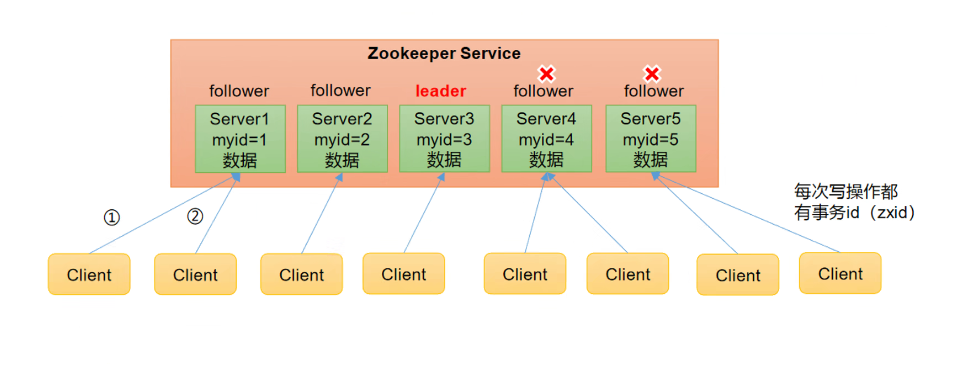 Zookeeper Service
follower
follower
leader
follower
follower
Server1
myid=1
数据
Server2
myid=2
数据
Server3
myid=3
数据
Server4
myid=4
数据
Server5
myid=5
数据
每次写操作都
有事务id（zxid）
①
②
Client
Client
Client
Client
Client
Client
Client
Client